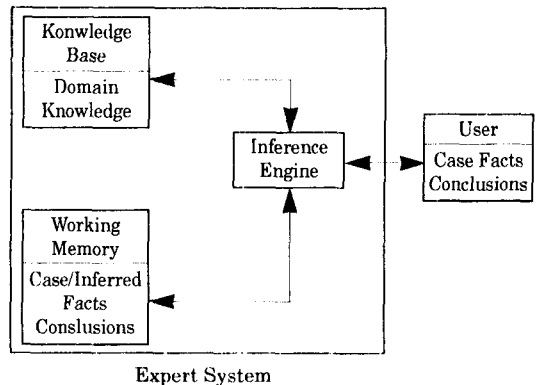 Konwledge
Base
Domain
Knowledge
Inference
Engine
User
Case Facts
Conclusions
Working
Memory
Case/Inferred
Facts
Conslusions
Expert System